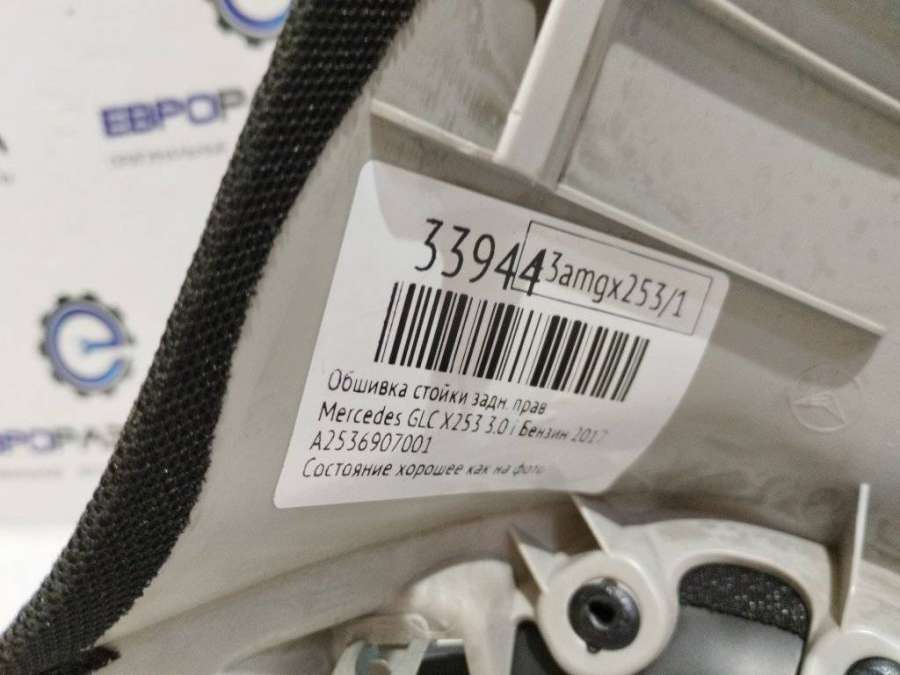 ЕВРОРА
33944
3amgx253/1
Обшивка стойки задн. прав
Mercedes GLC X253 3.0 i Бензин 2017
A2536907001
Состояние хорошее как на фото
ЕВРОРАЗ